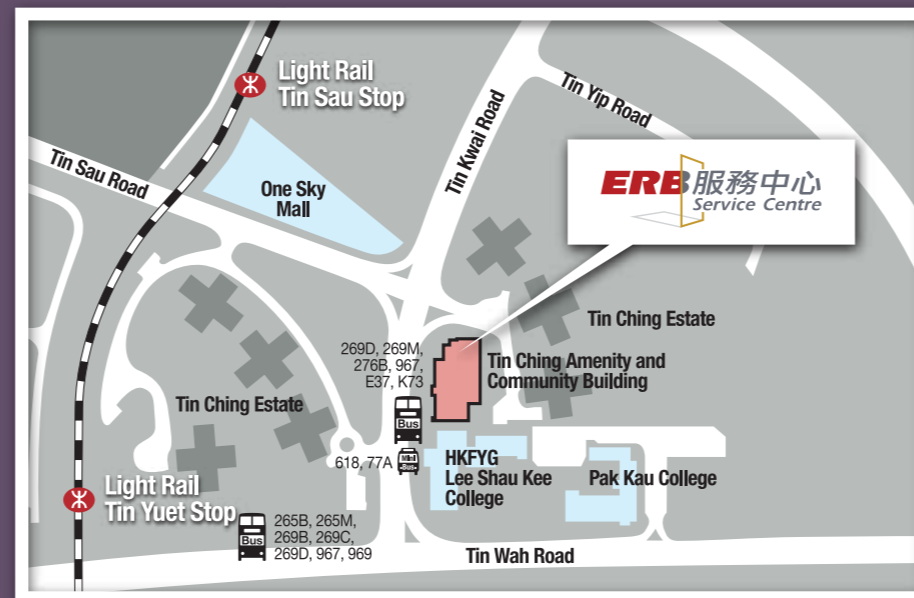 Light Rail
Tin Sau Stop
Tin Yip Road
Tin Kwai Road
Tin Sau Road
One Sky
Mall
ERB服務中心
Service Centre
Tin Ching Estate
269D, 269M,
276B, 967,
E37, K73
Tin Ching Amenity and
Community Building
Tin Ching Estate
Bus
618, 77A
Mini
Bus
HKFYG
Lee Shau Kee
College
Pak Kau College
Light Rail
Tin Yuet Stop
Bus
265B, 265M,
269B, 269C,
269D, 967, 969
Tin Wah Road